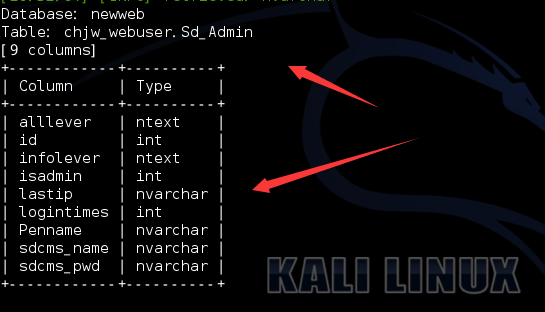 Database: newweb
Table: chjw_webuser.Sd_Admin
[9 columns]
+------------+----------+
| Column | Type |
+------------+----------+
| alllever | ntext |
| id | int |
| infolever | ntext |
| isadmin | int |
| lastip | nvarchar |
| logintimes | int |
| Penname | nvarchar |
| sdcms_name | nvarchar |
| sdcms_pwd | nvarchar |
+------------+----------+
KALI LINUX